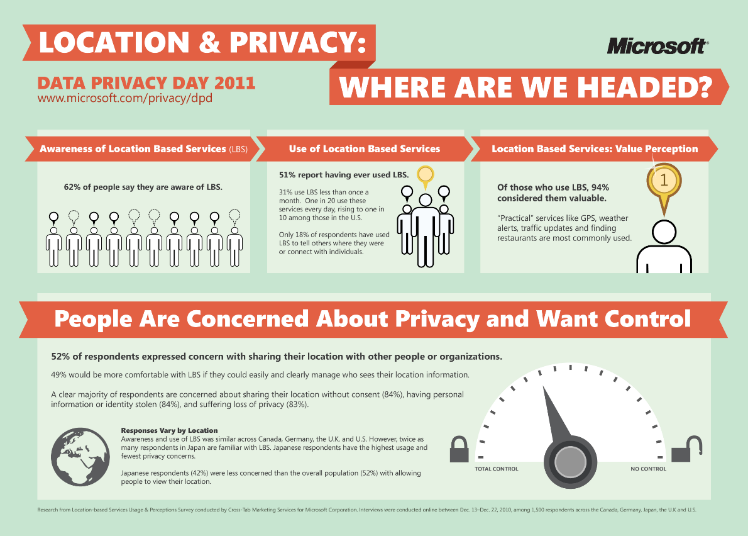 LOCATION & PRIVACY:
Microsoft®
DATA PRIVACY DAY 2011
www.microsoft.com/privacy/dpd
WHERE ARE WE HEADED?
Awareness of Location Based Services (LBS)
62% of people say they are aware of LBS.
Use of Location Based Services
51% report having ever used LBS.
31% use LBS less than once a
month. One in 20 use these
services every day, rising to one in
10 among those in the U.S.
Only 18% of respondents have used
LBS to tell others where they were
or connect with individuals.
Location Based Services: Value Perception
Of those who use LBS, 94%
considered them valuable.
"Practical" services like GPS, weather
alerts, traffic updates and finding
restaurants are most commonly used.
1
People Are Concerned About Privacy and Want Control
52% of respondents expressed concern with sharing their location with other people or organizations.
49% would be more comfortable with LBS if they could easily and clearly manage who sees their location information.
A clear majority of respondents are concerned about sharing their location without consent (84%), having personal
information or identity stolen (84%), and suffering loss of privacy (83%).
Responses Vary by Location
Awareness and use of LBS was similar across Canada, Germany, the U.K. and U.S. However, twice as
many respondents in Japan are familiar with LBS. Japanese respondents have the highest usage and
fewest privacy concerns.
Japanese respondents (42%) were less concerned than the overall population (52%) with allowing
people to view their location.
TOTAL CONTROL
NO CONTROL
Research from Location-based Services Usage & Perceptions Survey conducted by Cross-Tab Marketing Services for Microsoft Corporation. Interviews were conducted online between Dec. 13-Dec. 22, 2010, among 1,500 respondents across the Canada, Germany, Japan, the U.K and U.S.